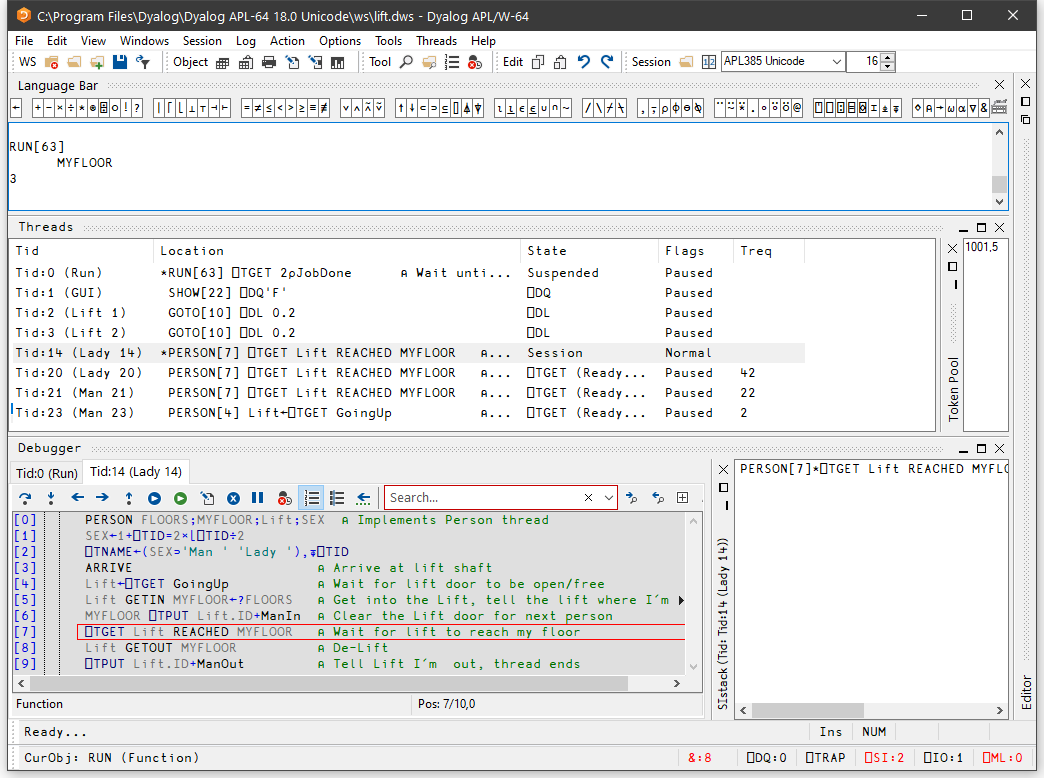 C:\Program Files\Dyalog\Dyalog APL-64 18.0 Unicode\ws\lift.dws - Dyalog APL/W-64
File Edit View Windows Session Log Action Options Tools Threads Help
WS Object Tool Edit Session APL385 Unicode 16
Language Bar
RUN[63]
MYFLOOR
3
Threads
Tid Location State Flags Treq
Tid:0 (Run) *RUN[63] ⎕TGET 2⍴JobDone ⍝ Wait unti... Suspended Paused
Tid:1 (GUI) SHOW[22] ⎕DQ'F' ⎕DQ Paused
Tid:2 (Lift 1) GOTO[10] ⎕DL 0.2 ⎕DL Paused
Tid:3 (Lift 2) GOTO[10] ⎕DL 0.2 ⎕DL Paused
Tid:14 (Lady 14) *PERSON[7] ⎕TGET Lift REACHED MYFLOOR ⍝... Session Normal
Tid:20 (Lady 20) PERSON[7] ⎕TGET Lift REACHED MYFLOOR ⍝... ⎕TGET (Ready... Paused 42
Tid:21 (Man 21) PERSON[7] ⎕TGET Lift REACHED MYFLOOR ⍝... ⎕TGET (Ready... Paused 22
Tid:23 (Man 23) PERSON[4] Lift←⎕TGET GoingUp ⍝... ⎕TGET (Ready... Paused 2
1001,5
Token Pool
Debugger
Tid:0 (Run) Tid:14 (Lady 14)
Search...
[0] PERSON FLOORS;MYFLOOR;Lift;SEX ⍝ Implements Person thread
[1] SEX←1+⎕TID=2×⌊⎕TID÷2
[2] ⎕TNAME←(SEX⊃'Man ' 'Lady '),⍕⎕TID
[3] ARRIVE ⍝ Arrive at lift shaft
[4] Lift←⎕TGET GoingUp ⍝ Wait for lift door to be open/free
[5] Lift GETIN MYFLOOR←?FLOORS ⍝ Get into the Lift, tell the lift where I´m
[6] MYFLOOR ⎕TPUT Lift.ID+ManIn ⍝ Clear the Lift door for next person
[7] ⎕TGET Lift REACHED MYFLOOR ⍝ Wait for lift to reach my floor
[8] Lift GETOUT MYFLOOR ⍝ De-Lift
[9] ⎕TPUT Lift.ID+ManOut ⍝ Tell Lift I´m out, thread ends
Function Pos: 7/10,0
SIstack (Tid: Tid:14 (Lady 14))
PERSON[7]*⎕TGET Lift REACHED MYFLO
Editor
Ready... Ins NUM
CurObj: RUN (Function) &:8 ⎕DQ:0 ⎕TRAP ⎕SI:2 ⎕IO:1 ⎕ML:0